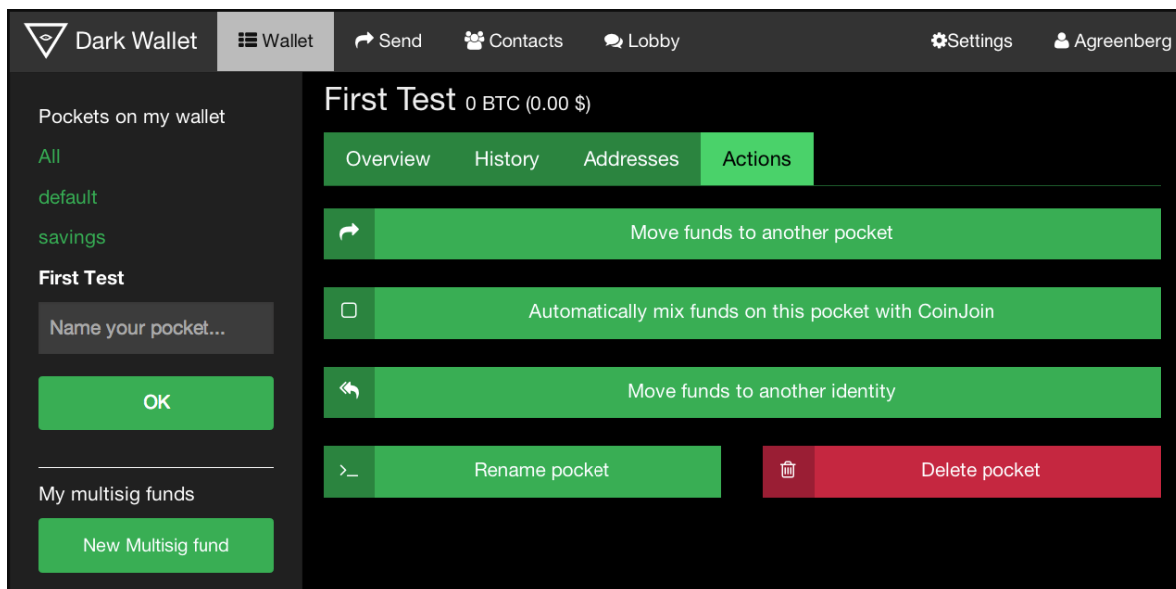 Dark Wallet Wallet Send Contacts Lobby Settings Agreenberg
Pockets on my wallet
All
default
savings
First Test
Name your pocket...
OK
My multisig funds
New Multisig fund
First Test 0 BTC (0.00 $)
Overview History Addresses Actions
Move funds to another pocket
Automatically mix funds on this pocket with CoinJoin
Move funds to another identity
Rename pocket Delete pocket